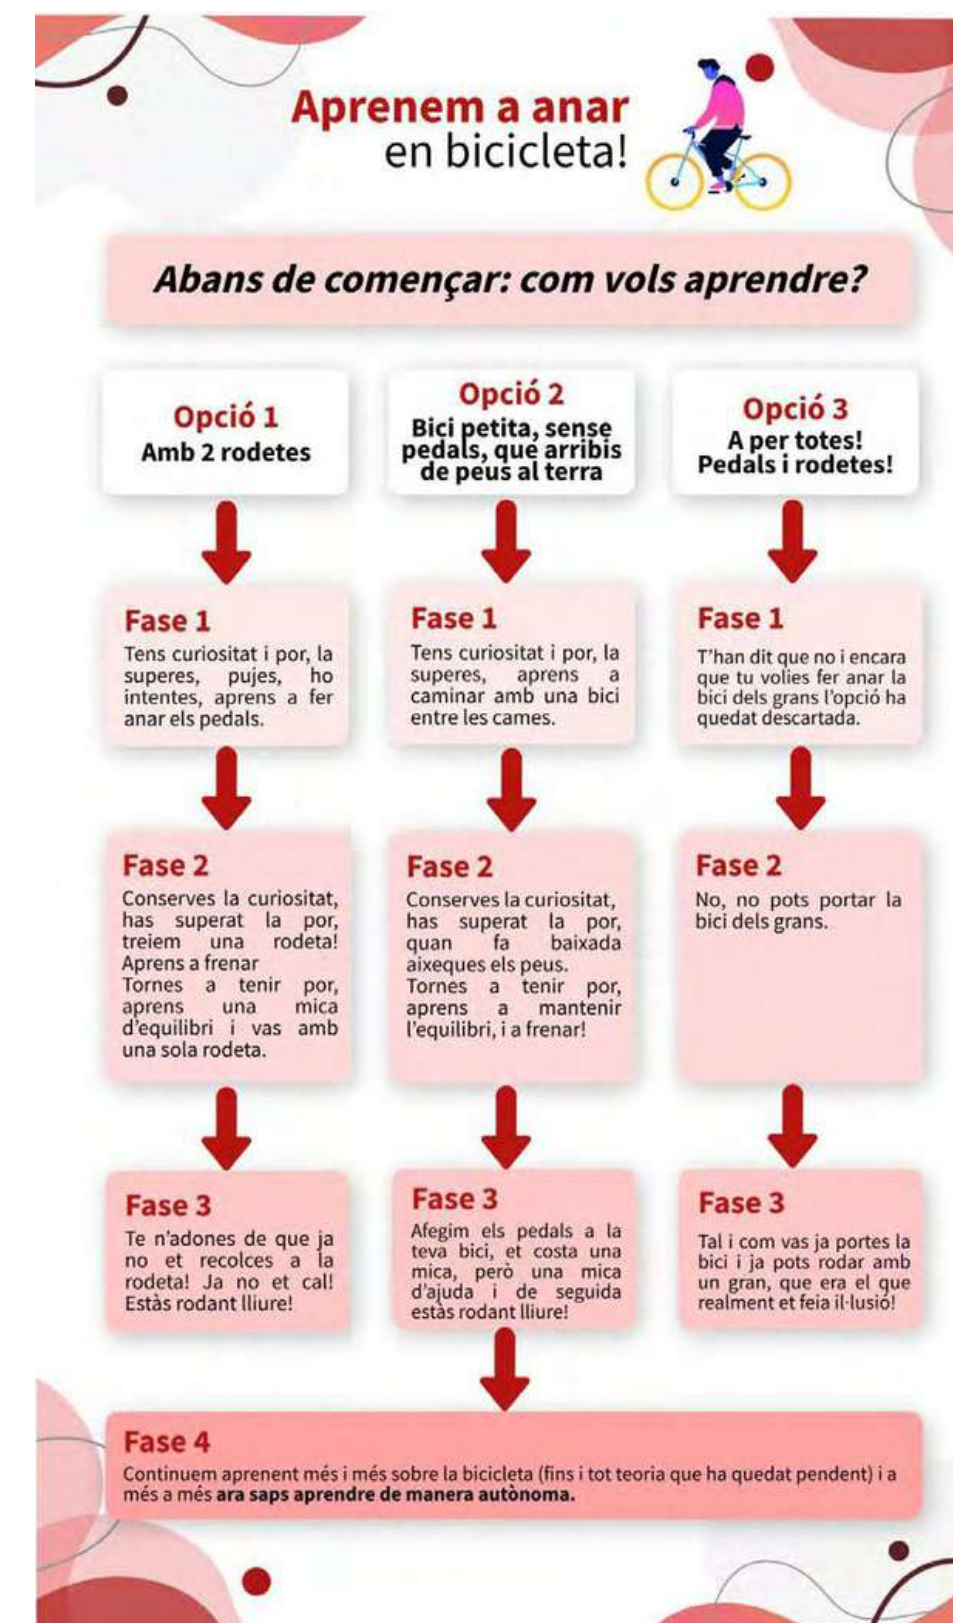 Aprenem a anar
en bicicleta!
Abans de començar: com vols aprendre?
Opció 1
Amb 2 rodetes
Opció 2
Bici petita, sense
pedals, que arribis
de peus al terra
Opció 3
A per totes!
Pedals i rodetes!
Fase 1
Tens curiositat i por, la
superes, pujes, ho
intentes, aprens a fer
anar els pedals.
Fase 1
Tens curiositat i por, la
superes, aprens a
caminar amb una bici
entre les cames.
Fase 1
T'han dit que no i encara
que tu volies fer anar la
bici dels grans l'opció ha
quedat descartada.
Fase 2
Conserves la curiositat,
has superat la por,
treiem una rodeta!
Aprens a frenar
Tornes a tenir por,
aprens una mica
d'equilibri i vas amb
una sola rodeta.
Fase 2
Conserves la curiositat,
has superat la por,
quan fa baixada
aixeques els peus.
Tornes a tenir por,
aprens a mantenir
l'equilibri, i a frenar!
Fase 2
No, no pots portar la
bici dels grans.
Fase 3
Te n'adones de que ja
no et recolces a la
rodeta! Ja no et cal!
Estàs rodant lliure!
Fase 3
Afegim els pedals a la
teva bici, et costa una
mica, però una mica
d'ajuda i de seguida
estàs rodant lliure!
Fase 3
Tal i com vas ja portes la
bici i ja pots rodar amb
un gran, que era el que
realment et feia il·lusió!
Fase 4
Continuem aprenent més i més sobre la bicicleta (fins i tot teoria que ha quedat pendent) i a
més a més ara saps aprendre de manera autònoma.